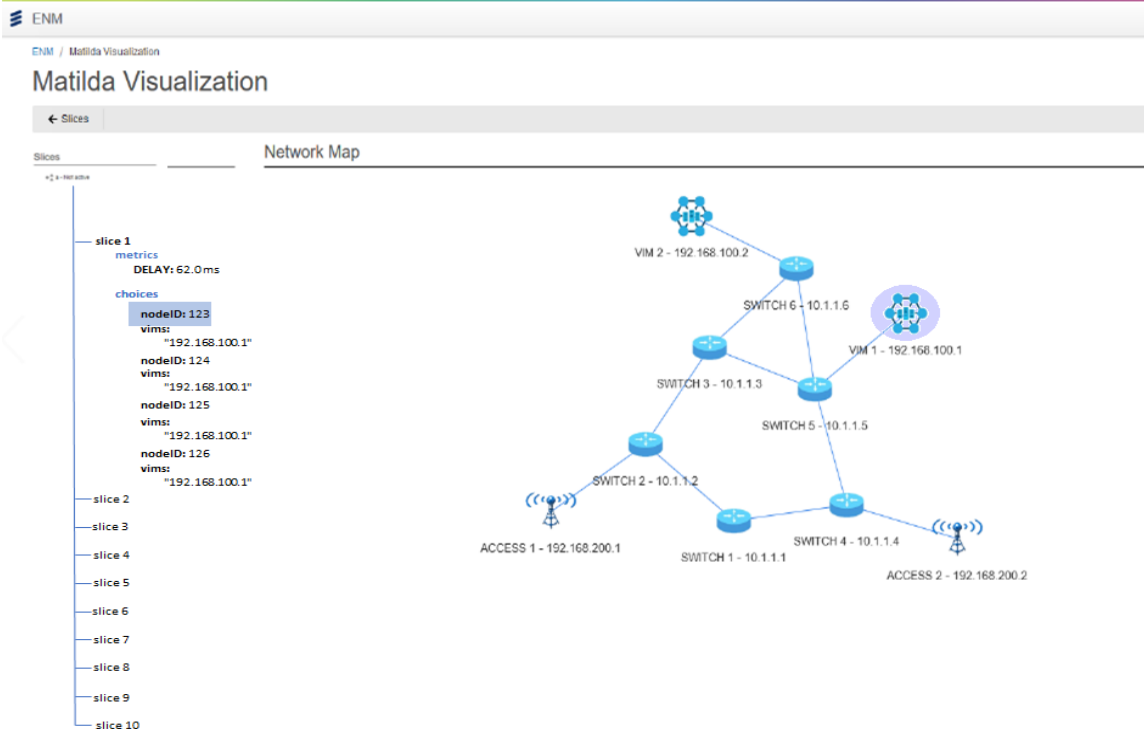 ENM
ENM / Matilda Visualization
Matilda Visualization
← Slices
Slices
Network Map
Not active
slice 1
metrics
DELAY: 62.0ms
choices
nodeID: 123
vims:
"192.168.100.1"
nodeID: 124
vims:
"192.168.100.1"
nodeID: 125
vims:
"192.168.100.1"
nodeID: 126
vims:
"192.168.100.1"
slice 2
slice 3
slice 4
slice 5
slice 6
slice 7
slice 8
slice 9
slice 10
VIM 2 - 192.168.100.2
SWITCH 6 - 10.1.1.6
VIM 1 - 192.168.100.1
SWITCH 3 - 10.1.1.3
SWITCH 5 - 10.1.1.5
SWITCH 2 - 10.1.1.2
ACCESS 1 - 192.168.200.1
SWITCH 1 - 10.1.1.1
SWITCH 4 - 10.1.1.4
ACCESS 2 - 192.168.200.2